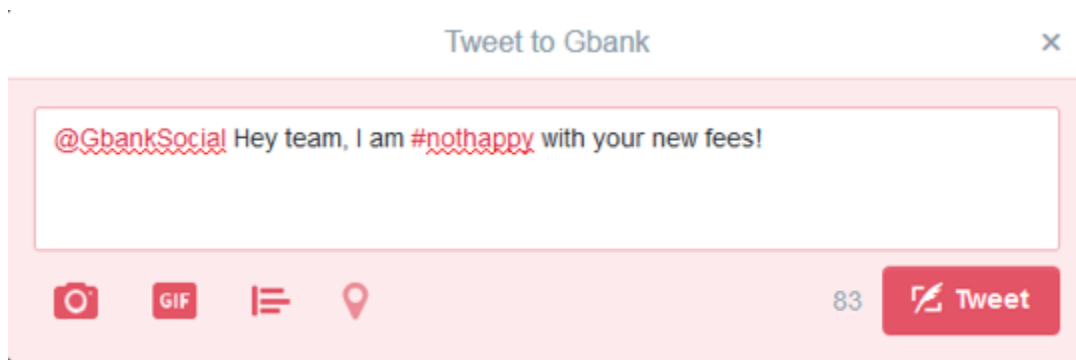 Tweet to Gbank ×
@GbankSocial Hey team, I am #nothappy with your new fees!
GIF 83 Tweet